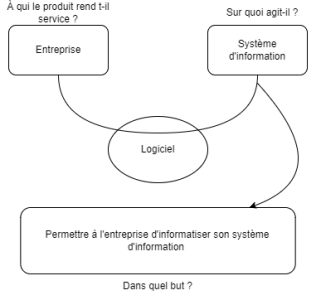 À qui le produit rend t-il
service ?
Sur quoi agit-il ?
Entreprise
Système
d'information
Logiciel
Permettre à l'entreprise d'informatiser son système
d'information
Dans quel but ?